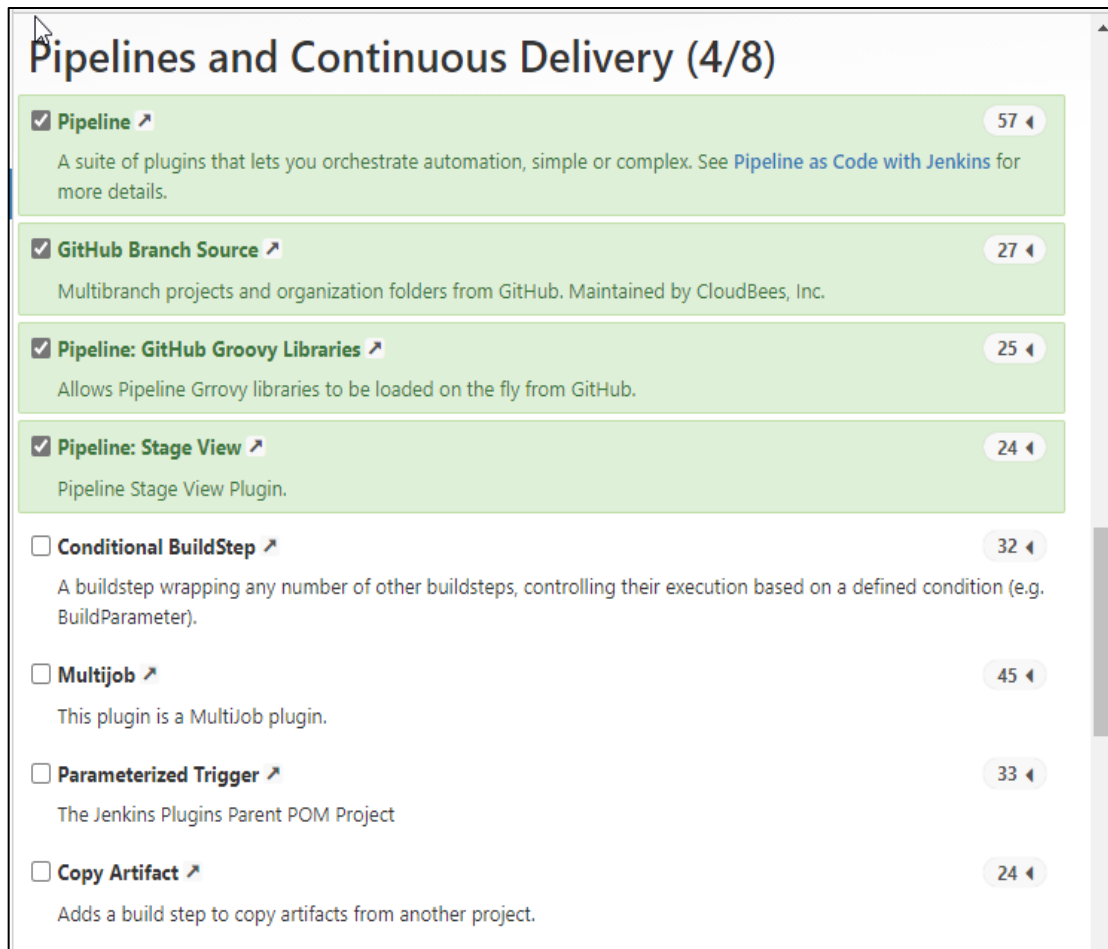 Pipelines and Continuous Delivery (4/8)
Pipeline 57
A suite of plugins that lets you orchestrate automation, simple or complex. See Pipeline as Code with Jenkins for
more details.
GitHub Branch Source 27
Multibranch projects and organization folders from GitHub. Maintained by CloudBees, Inc.
Pipeline: GitHub Groovy Libraries 25
Allows Pipeline Grrovy libraries to be loaded on the fly from GitHub.
Pipeline: Stage View 24
Pipeline Stage View Plugin.
Conditional BuildStep 32
A buildstep wrapping any number of other buildsteps, controlling their execution based on a defined condition (e.g.
BuildParameter).
Multijob 45
This plugin is a MultiJob plugin.
Parameterized Trigger 33
The Jenkins Plugins Parent POM Project
Copy Artifact 24
Adds a build step to copy artifacts from another project.